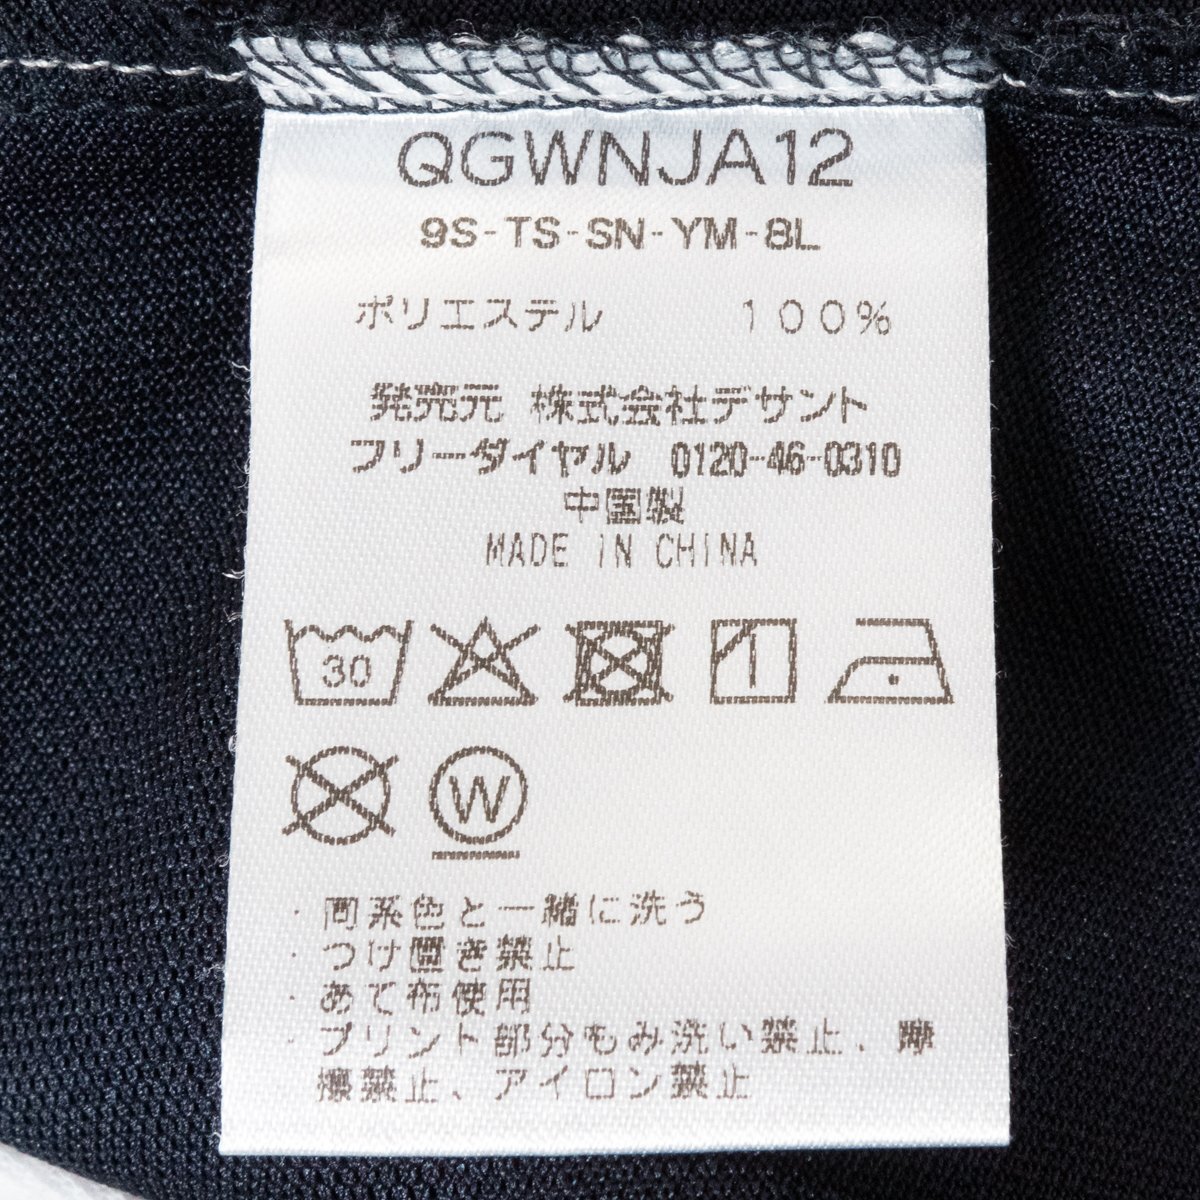 QGWNJA12
9S-TS-SN-YM-8L
ポリエステル 100%
発売元 株式会社デサント
フリーダイヤル 0120-46-0310
中国製
MADE IN CHINA
30
W
・同系色と一緒に洗う
・つけ置き禁止
・あて布使用
・プリント部分もみ洗い禁止、摩
擦禁止、アイロン禁止